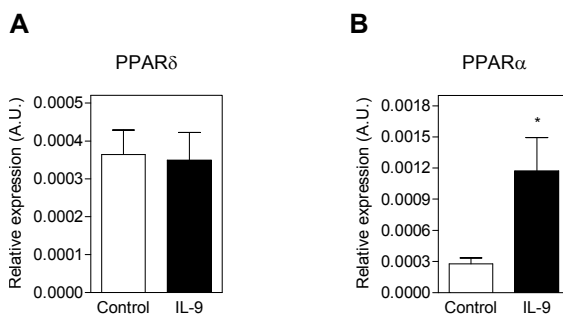 A
PPARδ
Relative expression (A.U.)
0.0005
0.0004
0.0003
0.0002
0.0001
0.0000
Control IL-9
B
PPARα
Relative expression (A.U.)
0.0018
0.0015
0.0012
0.0009
0.0006
0.0003
0.0000
*
Control IL-9